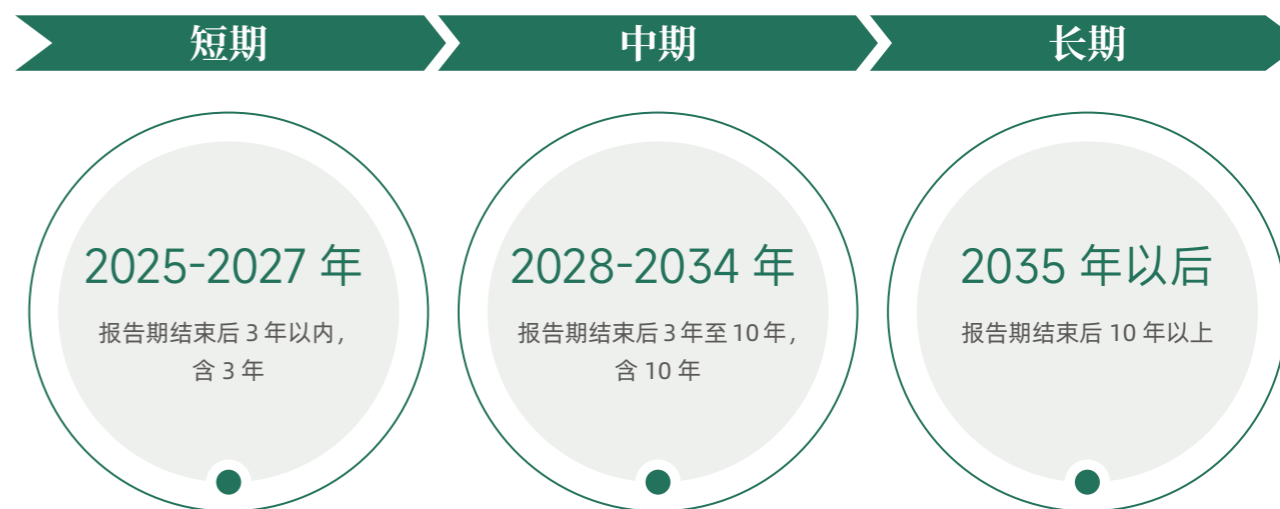 短期
中期
长期
2025-2027 年
报告期结束后 3 年以内，
含 3 年
2028-2034 年
报告期结束后 3 年至 10 年，
含 10 年
2035 年以后
报告期结束后 10 年以上